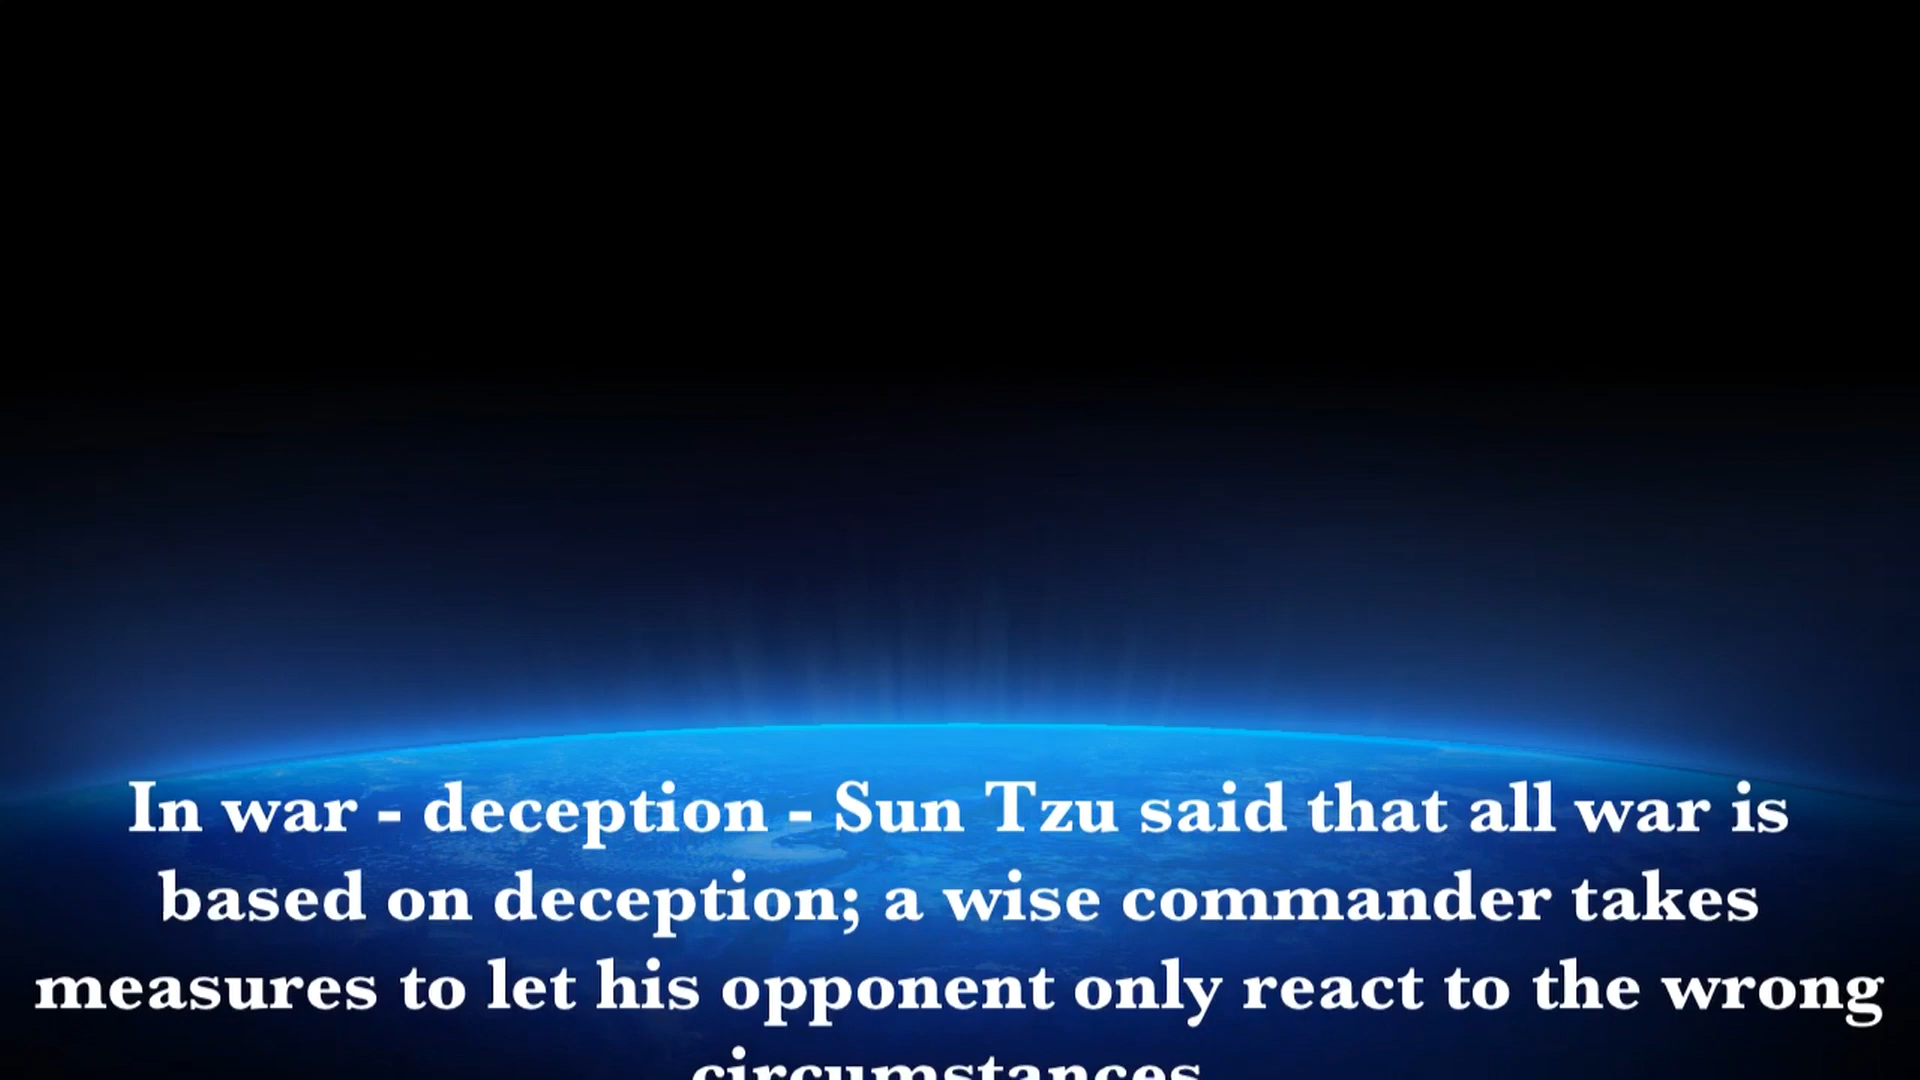 In war - deception - Sun Tzu said that all war is
based on deception; a wise commander takes
measures to let his opponent only react to the wrong
circumstances